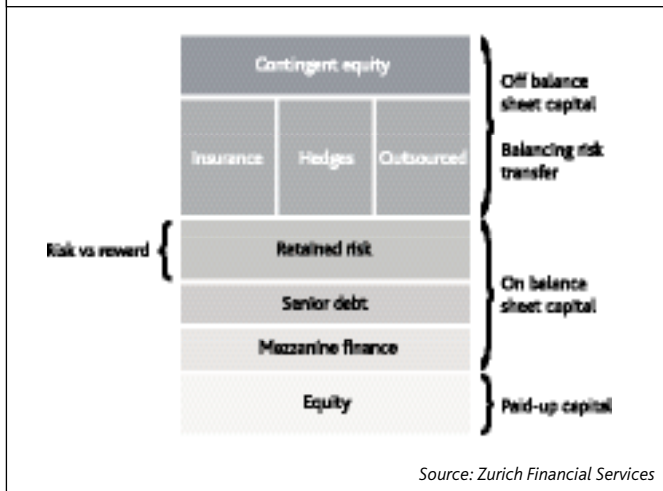 Contingent equity
Off balance
sheet capital
Insurance
Hedges
Outsourced
Balancing risk
transfer
Risk vs reward
Retained risk
Senior debt
On balance
sheet capital
Mezzanine finance
Equity
Paid-up capital
Source: Zurich Financial Services